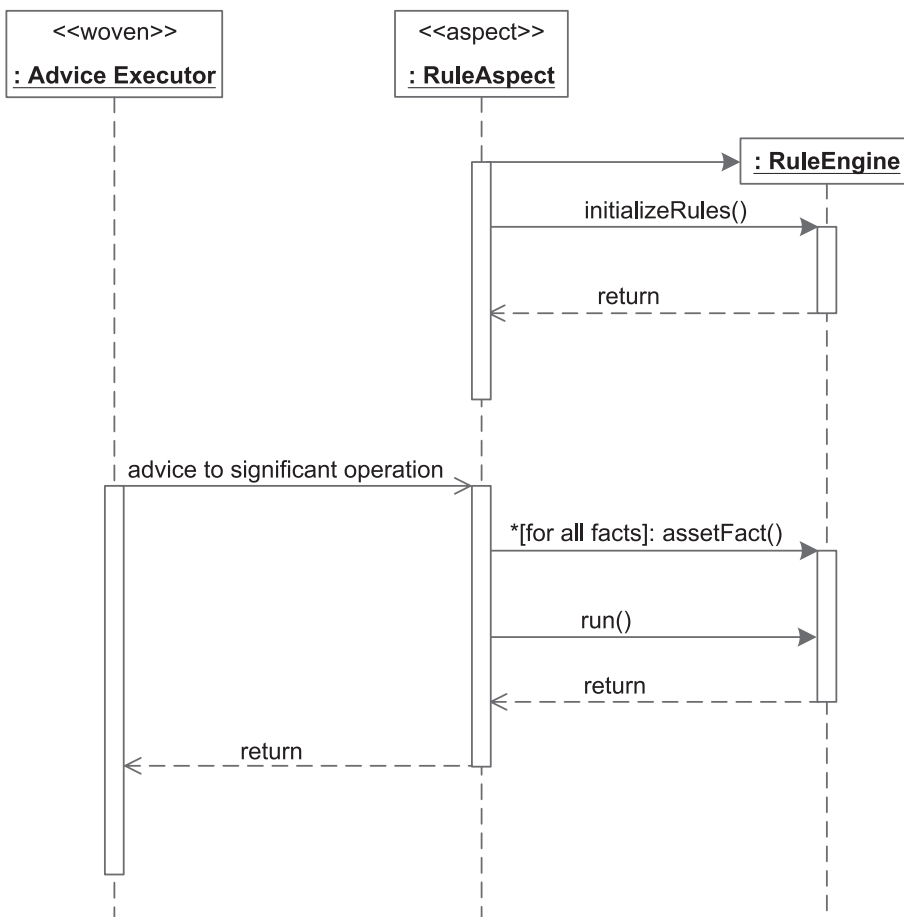 <<woven>>
: Advice Executor
<<aspect>>
: RuleAspect
: RuleEngine
initializeRules()
return
advice to significant operation
*[for all facts]: assetFact()
run()
return
return